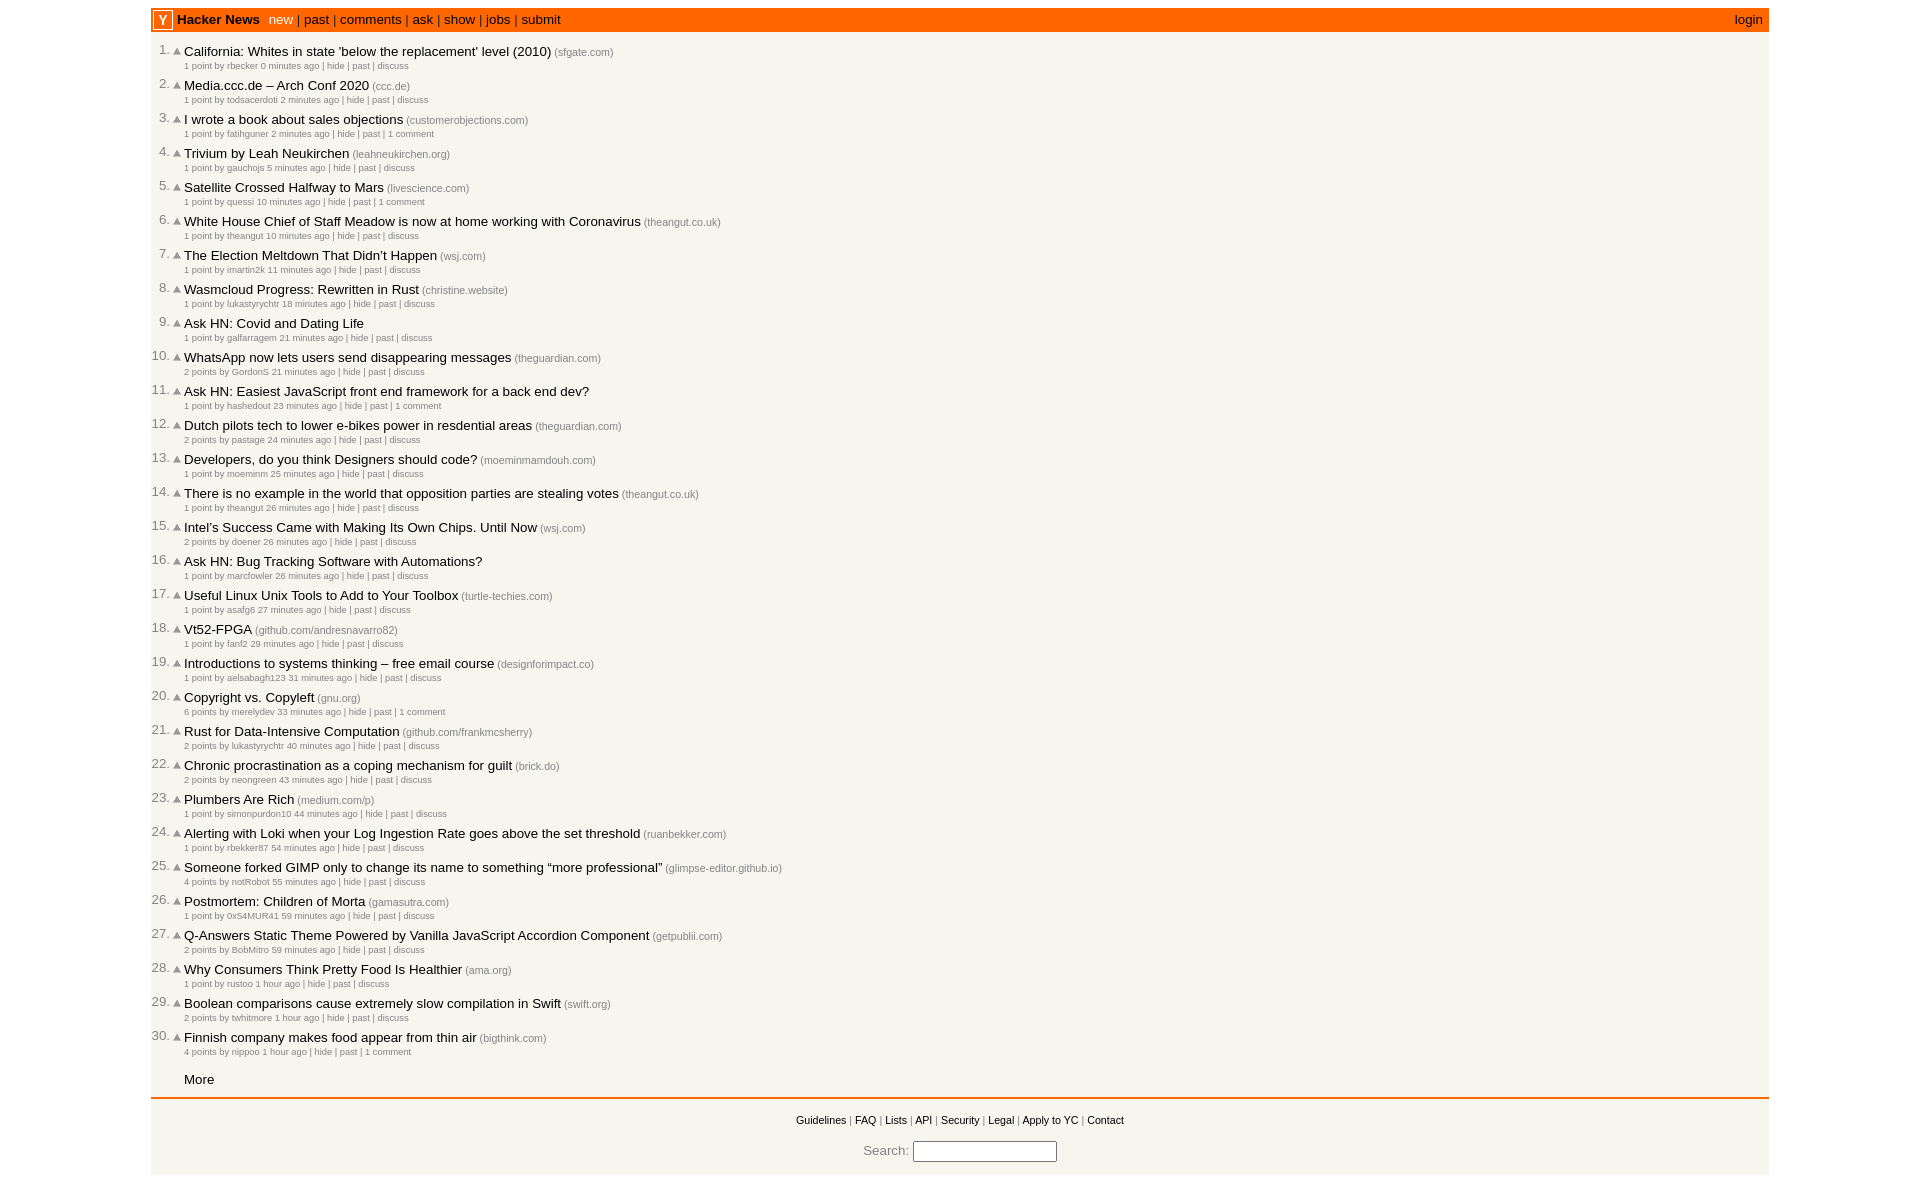 Y Hacker News new | past | comments | ask | show | jobs | submit login
1. California: Whites in state 'below the replacement' level (2010) (sfgate.com)
1 point by rbecker 0 minutes ago | hide | past | discuss
2. Media.ccc.de – Arch Conf 2020 (ccc.de)
1 point by todsacerdoti 2 minutes ago | hide | past | discuss
3. I wrote a book about sales objections (customerobjections.com)
1 point by fatihguner 2 minutes ago | hide | past | 1 comment
4. Trivium by Leah Neukirchen (leahneukirchen.org)
1 point by gauchojs 5 minutes ago | hide | past | discuss
5. Satellite Crossed Halfway to Mars (livescience.com)
1 point by quessi 10 minutes ago | hide | past | 1 comment
6. White House Chief of Staff Meadow is now at home working with Coronavirus (theangut.co.uk)
1 point by theangut 10 minutes ago | hide | past | discuss
7. The Election Meltdown That Didn’t Happen (wsj.com)
1 point by imartin2k 11 minutes ago | hide | past | discuss
8. Wasmcloud Progress: Rewritten in Rust (christine.website)
1 point by lukastyrychtr 18 minutes ago | hide | past | discuss
9. Ask HN: Covid and Dating Life
1 point by galfarragem 21 minutes ago | hide | past | discuss
10. WhatsApp now lets users send disappearing messages (theguardian.com)
2 points by GordonS 21 minutes ago | hide | past | discuss
11. Ask HN: Easiest JavaScript front end framework for a back end dev?
1 point by hashedout 23 minutes ago | hide | past | 1 comment
12. Dutch pilots tech to lower e-bikes power in resdential areas (theguardian.com)
2 points by pastage 24 minutes ago | hide | past | discuss
13. Developers, do you think Designers should code? (moeinmamdouh.com)
1 point by moeinm 25 minutes ago | hide | past | discuss
14. There is no example in the world that opposition parties are stealing votes (theangut.co.uk)
1 point by theangut 26 minutes ago | hide | past | discuss
15. Intel’s Success Came with Making Its Own Chips. Until Now (wsj.com)
2 points by doener 26 minutes ago | hide | past | discuss
16. Ask HN: Bug Tracking Software with Automations?
1 point by marcfowler 26 minutes ago | hide | past | discuss
17. Useful Linux Unix Tools to Add to Your Toolbox (turtle-techies.com)
1 point by asafg6 27 minutes ago | hide | past | discuss
18. Vt52-FPGA (github.com/andresnavarro82)
1 point by fanf2 29 minutes ago | hide | past | discuss
19. Introductions to systems thinking – free email course (designforimpact.co)
1 point by aelsabagh123 31 minutes ago | hide | past | discuss
20. Copyright vs. Copyleft (gnu.org)
6 points by merelydev 33 minutes ago | hide | past | 1 comment
21. Rust for Data-Intensive Computation (github.com/frankmcsherry)
2 points by lukastyrychtr 40 minutes ago | hide | past | discuss
22. Chronic procrastination as a coping mechanism for guilt (brick.do)
2 points by neongreen 43 minutes ago | hide | past | discuss
23. Plumbers Are Rich (medium.com/p)
1 point by simonpurdon10 44 minutes ago | hide | past | discuss
24. Alerting with Loki when your Log Ingestion Rate goes above the set threshold (ruanbekker.com)
1 point by rbekker87 54 minutes ago | hide | past | discuss
25. Someone forked GIMP only to change its name to something “more professional” (glimpse-editor.github.io)
4 points by notRobot 55 minutes ago | hide | past | discuss
26. Postmortem: Children of Morta (gamasutra.com)
1 point by 0x54MUR41 59 minutes ago | hide | past | discuss
27. Q-Answers Static Theme Powered by Vanilla JavaScript Accordion Component (getpublii.com)
2 points by BobMitro 59 minutes ago | hide | past | discuss
28. Why Consumers Think Pretty Food Is Healthier (ama.org)
1 point by rustoo 1 hour ago | hide | past | discuss
29. Boolean comparisons cause extremely slow compilation in Swift (swift.org)
2 points by twhitmore 1 hour ago | hide | past | discuss
30. Finnish company makes food appear from thin air (bigthink.com)
4 points by nippoo 1 hour ago | hide | past | 1 comment
More
Guidelines | FAQ | Lists | API | Security | Legal | Apply to YC | Contact
Search: